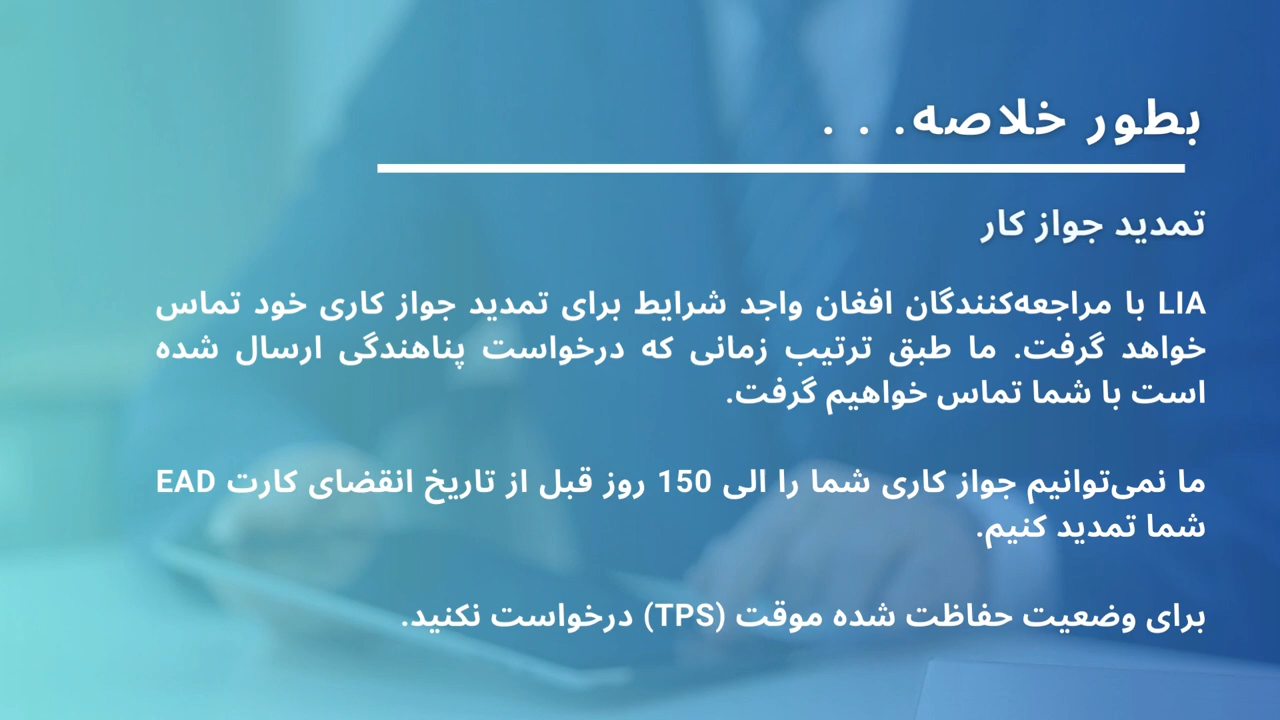 بطور خلاصه. . .
تمدید جواز کار
LIA با مراجعه‌کنندگان افغان واجد شرایط برای تمدید جواز کاری خود تماس
خواهد گرفت. ما طبق ترتیب زمانی که درخواست پناهندگی ارسال شده
است با شما تماس خواهیم گرفت.
ما نمی‌توانیم جواز کاری شما را الی 150 روز قبل از تاریخ انقضای کارت EAD
شما تمدید کنیم.
برای وضعیت حفاظت شده موقت (TPS) درخواست نکنید.